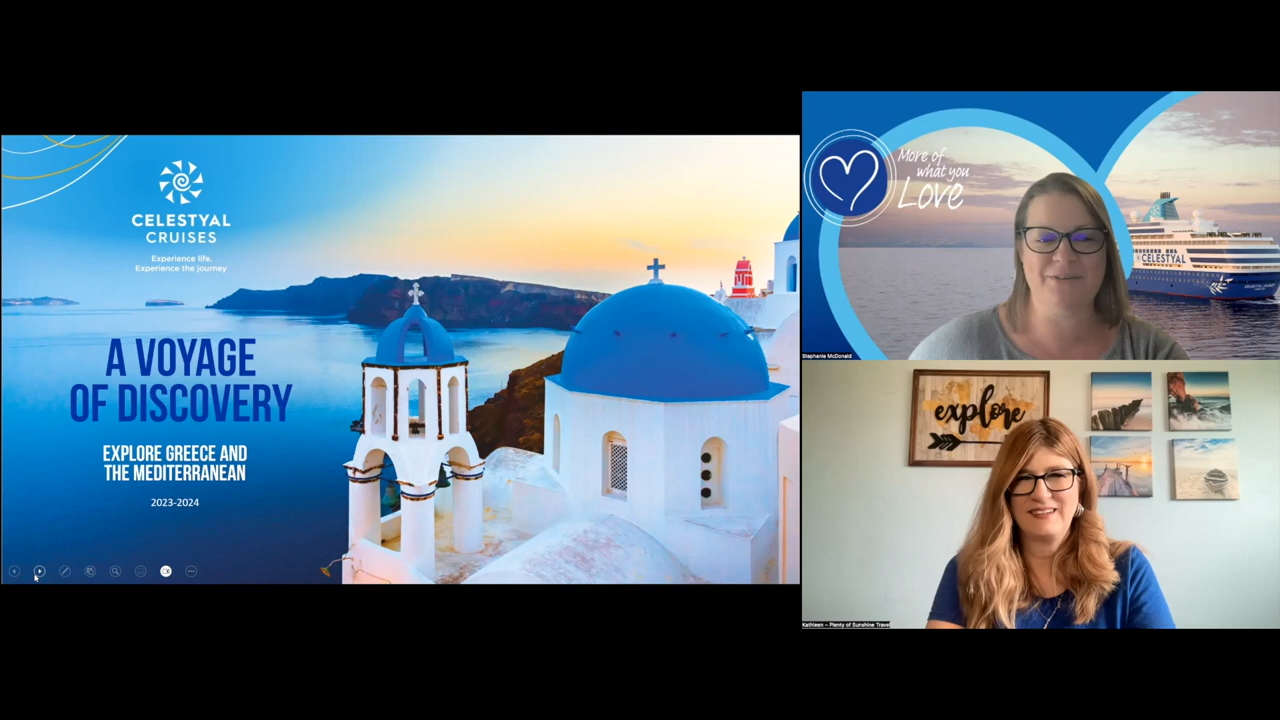 CELESTYAL
CRUISES
Experience life.
Experience the journey
A VOYAGE
OF DISCOVERY
EXPLORE GREECE AND
THE MEDITERRANEAN
2023-2024
More of
what you
Love
CELESTYAL
Stephanie McDonald
explore
Kathleen – Plenty of Sunshine Travel